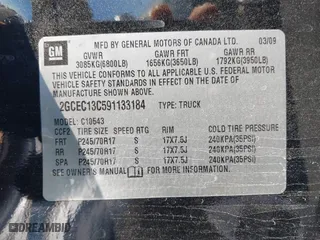 GM
MFD BY GENERAL MOTORS OF CANADA LTD. 03/09
GVWR GAWR FRT GAWR RR
3085KG(6800LB) 1656KG(3650LB) 1792KG(3950LB)
THIS VEHICLE CONFORMS TO ALL APPLICABLE U.S. FEDERAL MOTOR
VEHICLE SAFETY STANDARDS IN EFFECT ON THE DATE OF
MANUFACTURE SHOWN ABOVE.
2GCEC13C591133184 TYPE: TRUCK
C10543
CCF2 TIRE SIZE SPEED RTG RIM COLD TIRE PRESSURE
FRT P245/70R17 S 17X7.5J 240KPA(35PSI)
RR P245/70R17 S 17X7.5J 240KPA(35PSI)
SPA P245/70R17 S 17X7.5J 240KPA(35PSI)
SEE OWNER'S MANUAL FOR ADDITIONAL INFORMATION.
DREAMBID